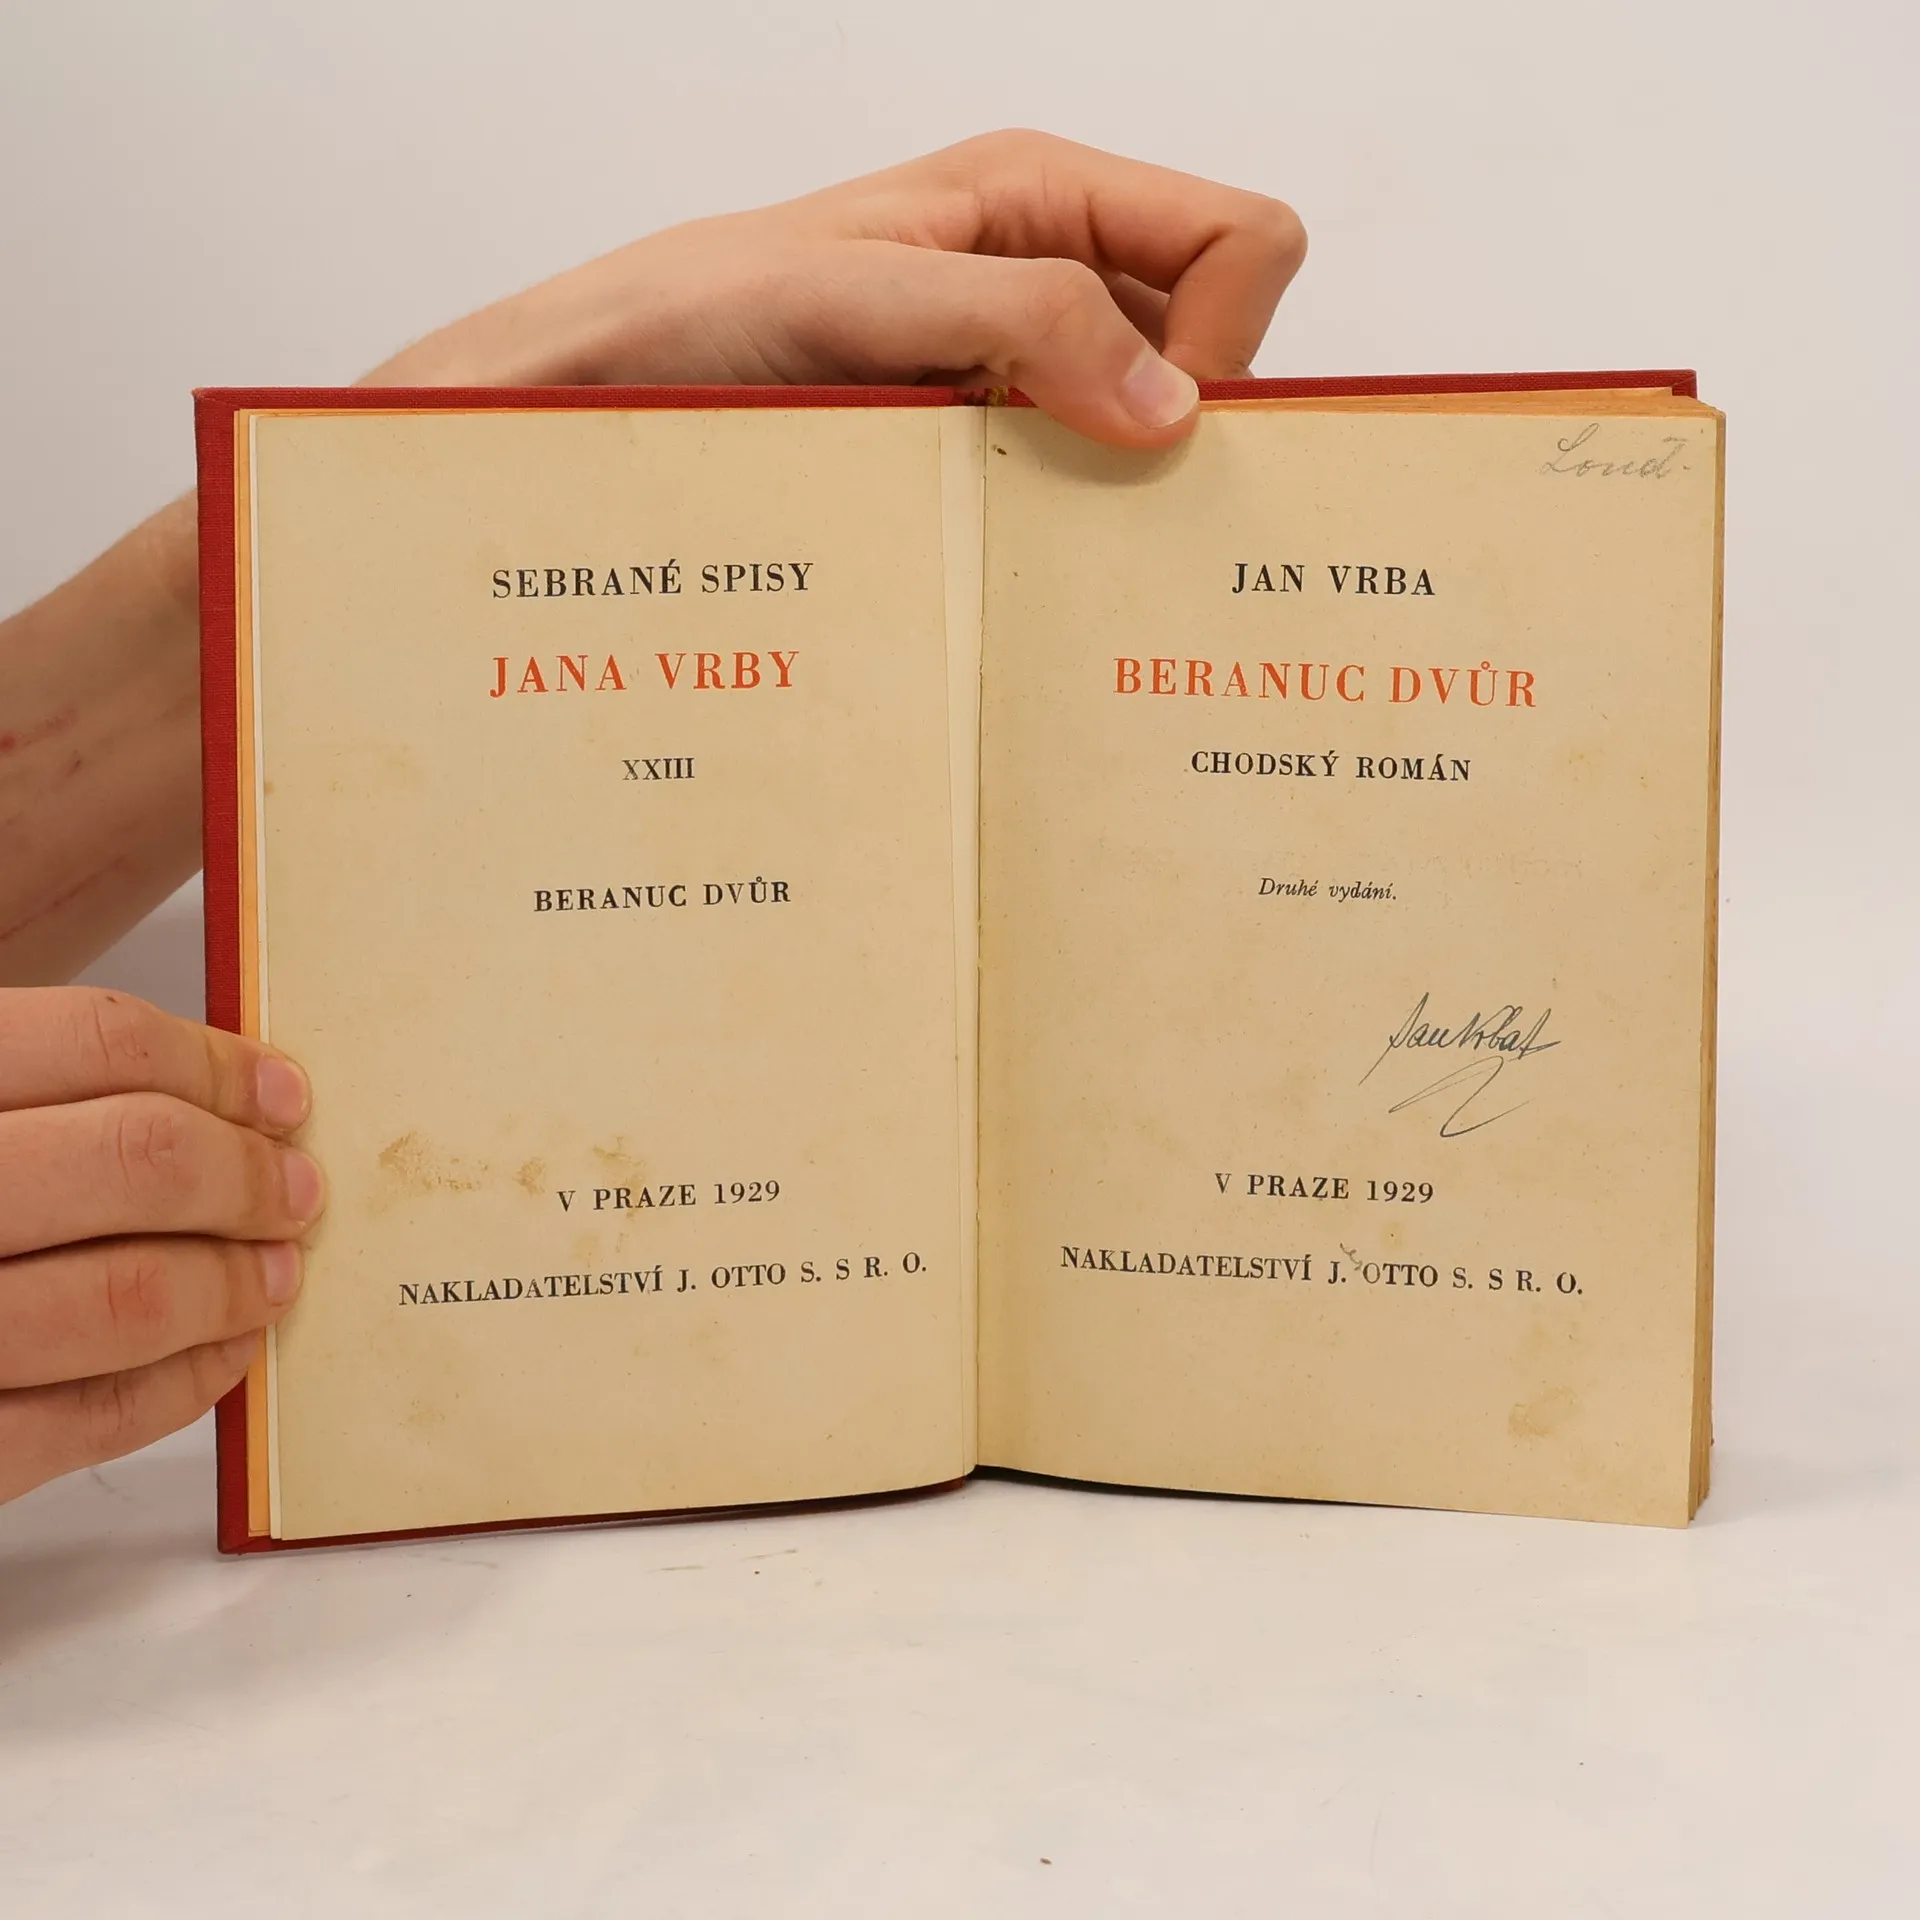 SEBRANÉ SPISY
JANA VRBY
XXIII
BERANUC DVŮR
V PRAZE 1929
NAKLADATELSTVÍ J. OTTO S. S R. O.
JAN VRBA
BERANUC DVŮR
CHODSKÝ ROMÁN
Druhé vydání.
V PRAZE 1929
NAKLADATELSTVÍ J. OTTO S. S R. O.